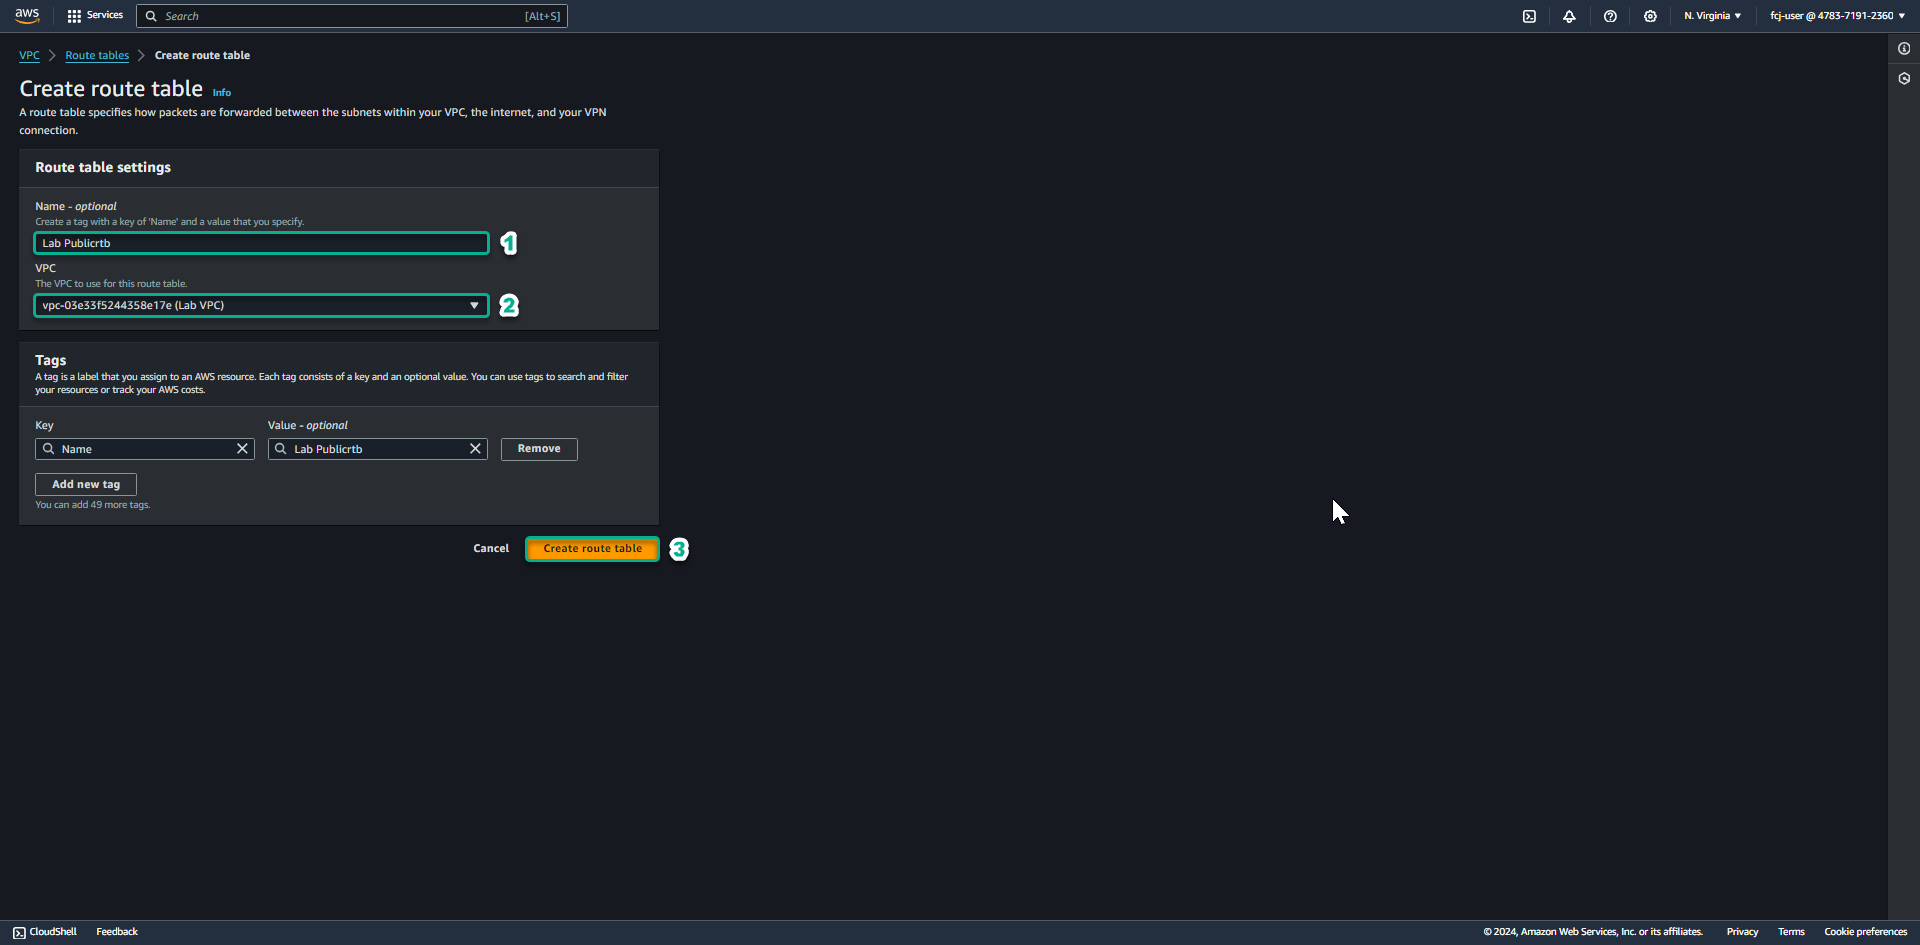 aws
Services
Search [Alt+S]
N. Virginia
fcj-user @ 4783-7191-2360
VPC
Route tables
Create route table
Create route table Info
A route table specifies how packets are forwarded between the subnets within your VPC, the internet, and your VPN
connection.
Route table settings
Name - optional
Create a tag with a key of 'Name' and a value that you specify.
Lab Publicrtb
1
VPC
The VPC to use for this route table.
vpc-03e33f5244358e17e (Lab VPC)
2
Tags
A tag is a label that you assign to an AWS resource. Each tag consists of a key and an optional value. You can use tags to search and filter
your resources or track your AWS costs.
Key
Value - optional
Name
Lab Publicrtb
Remove
Add new tag
You can add 49 more tags.
Cancel
Create route table
3
CloudShell
Feedback
© 2024, Amazon Web Services, Inc. or its affiliates.
Privacy
Terms
Cookie preferences